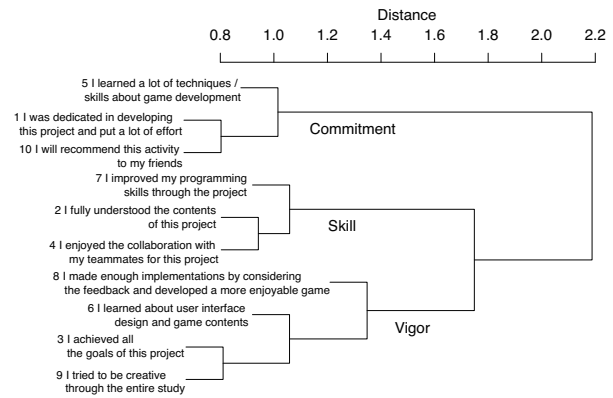 Distance
0.8 1.0 1.2 1.4 1.6 1.8 2.0 2.2
5 I learned a lot of techniques /
skills about game development
1 I was dedicated in developing
this project and put a lot of effort
Commitment
10 I will recommend this activity
to my friends
7 I improved my programming
skills through the project
2 I fully understood the contents
of this project
Skill
4 I enjoyed the collaboration with
my teammates for this project
8 I made enough implementations by considering
the feedback and developed a more enjoyable game
6 I learned about user interface
design and game contents
Vigor
3 I achieved all
the goals of this project
9 I tried to be creative
through the entire study